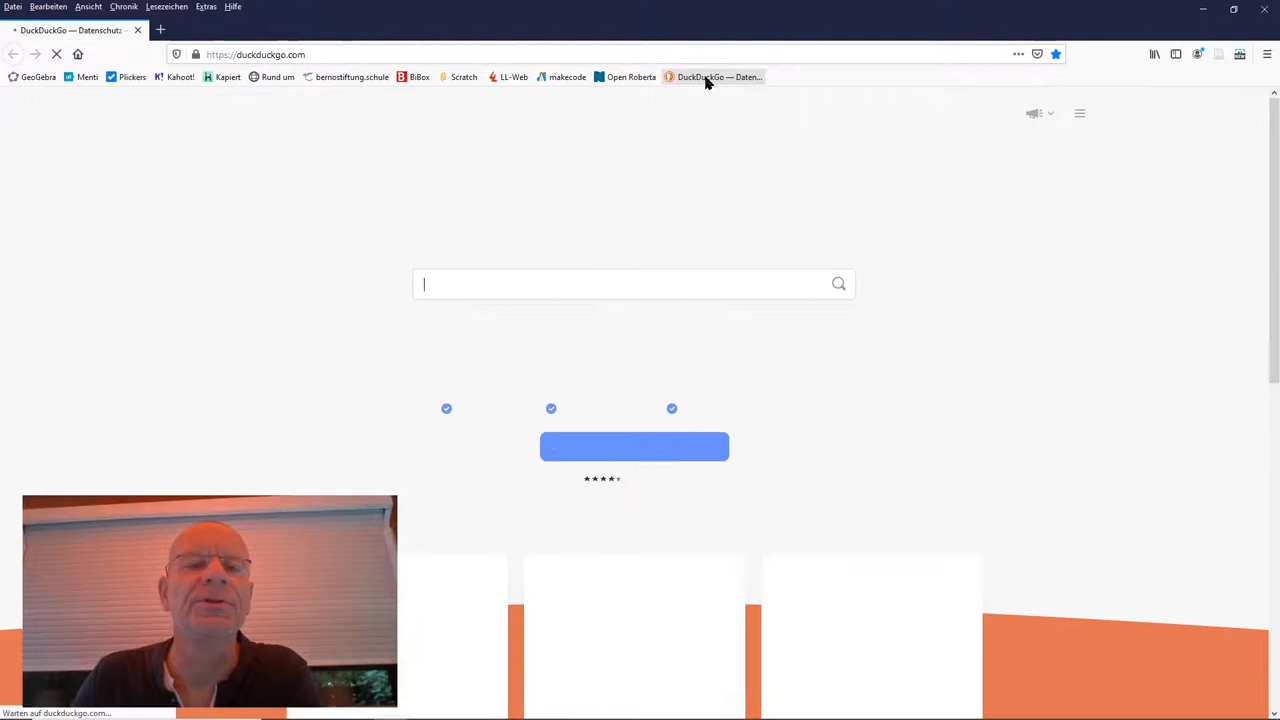 Datei Bearbeiten Ansicht Chronik Lesezeichen Extras Hilfe
DuckDuckGo — Datenschutz
https://duckduckgo.com
GeoGebra Menti Plickers Kahoot! Kapiert Rund um bernostiftung.schule BiBox Scratch LL-Web makecode Open Roberta DuckDuckGo — Daten...
Warten auf duckduckgo.com...